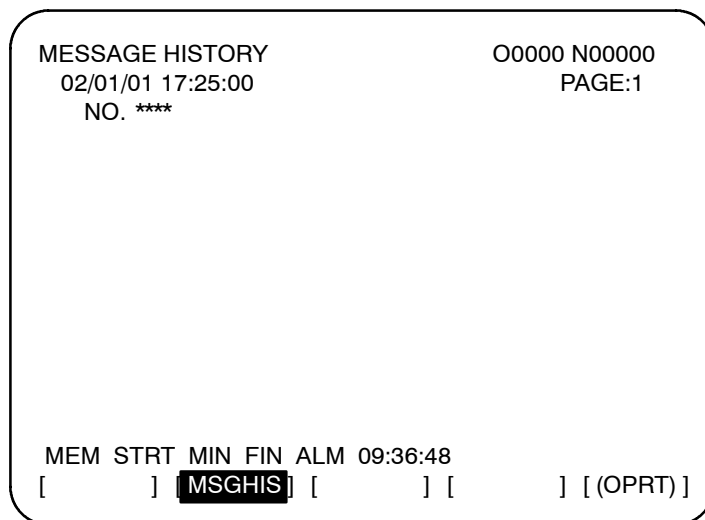 MESSAGE HISTORY O0000 N00000
02/01/01 17:25:00 PAGE:1
NO. ****
MEM STRT MIN FIN ALM 09:36:48
[ ] [ MSGHIS ] [ ] [ ] [ (OPRT) ]